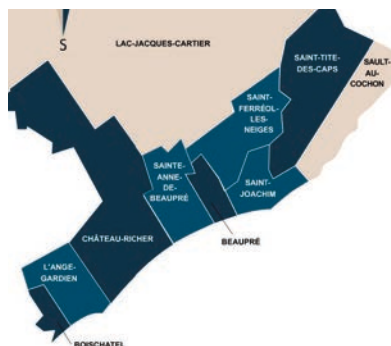 S
LAC-JACQUES-CARTIER
SAINT-TITE-
DES-CAPS
SAULT-
AU-
COCHON
SAINT-
FERRÉOL-
LES-
NEIGES
SAINTE-
ANNE-
DE-
BEAUPRÉ
SAINT-
JOACHIM
BEAUPRÉ
CHÂTEAU-RICHER
L'ANGE-
GARDIEN
BOISCHATEL